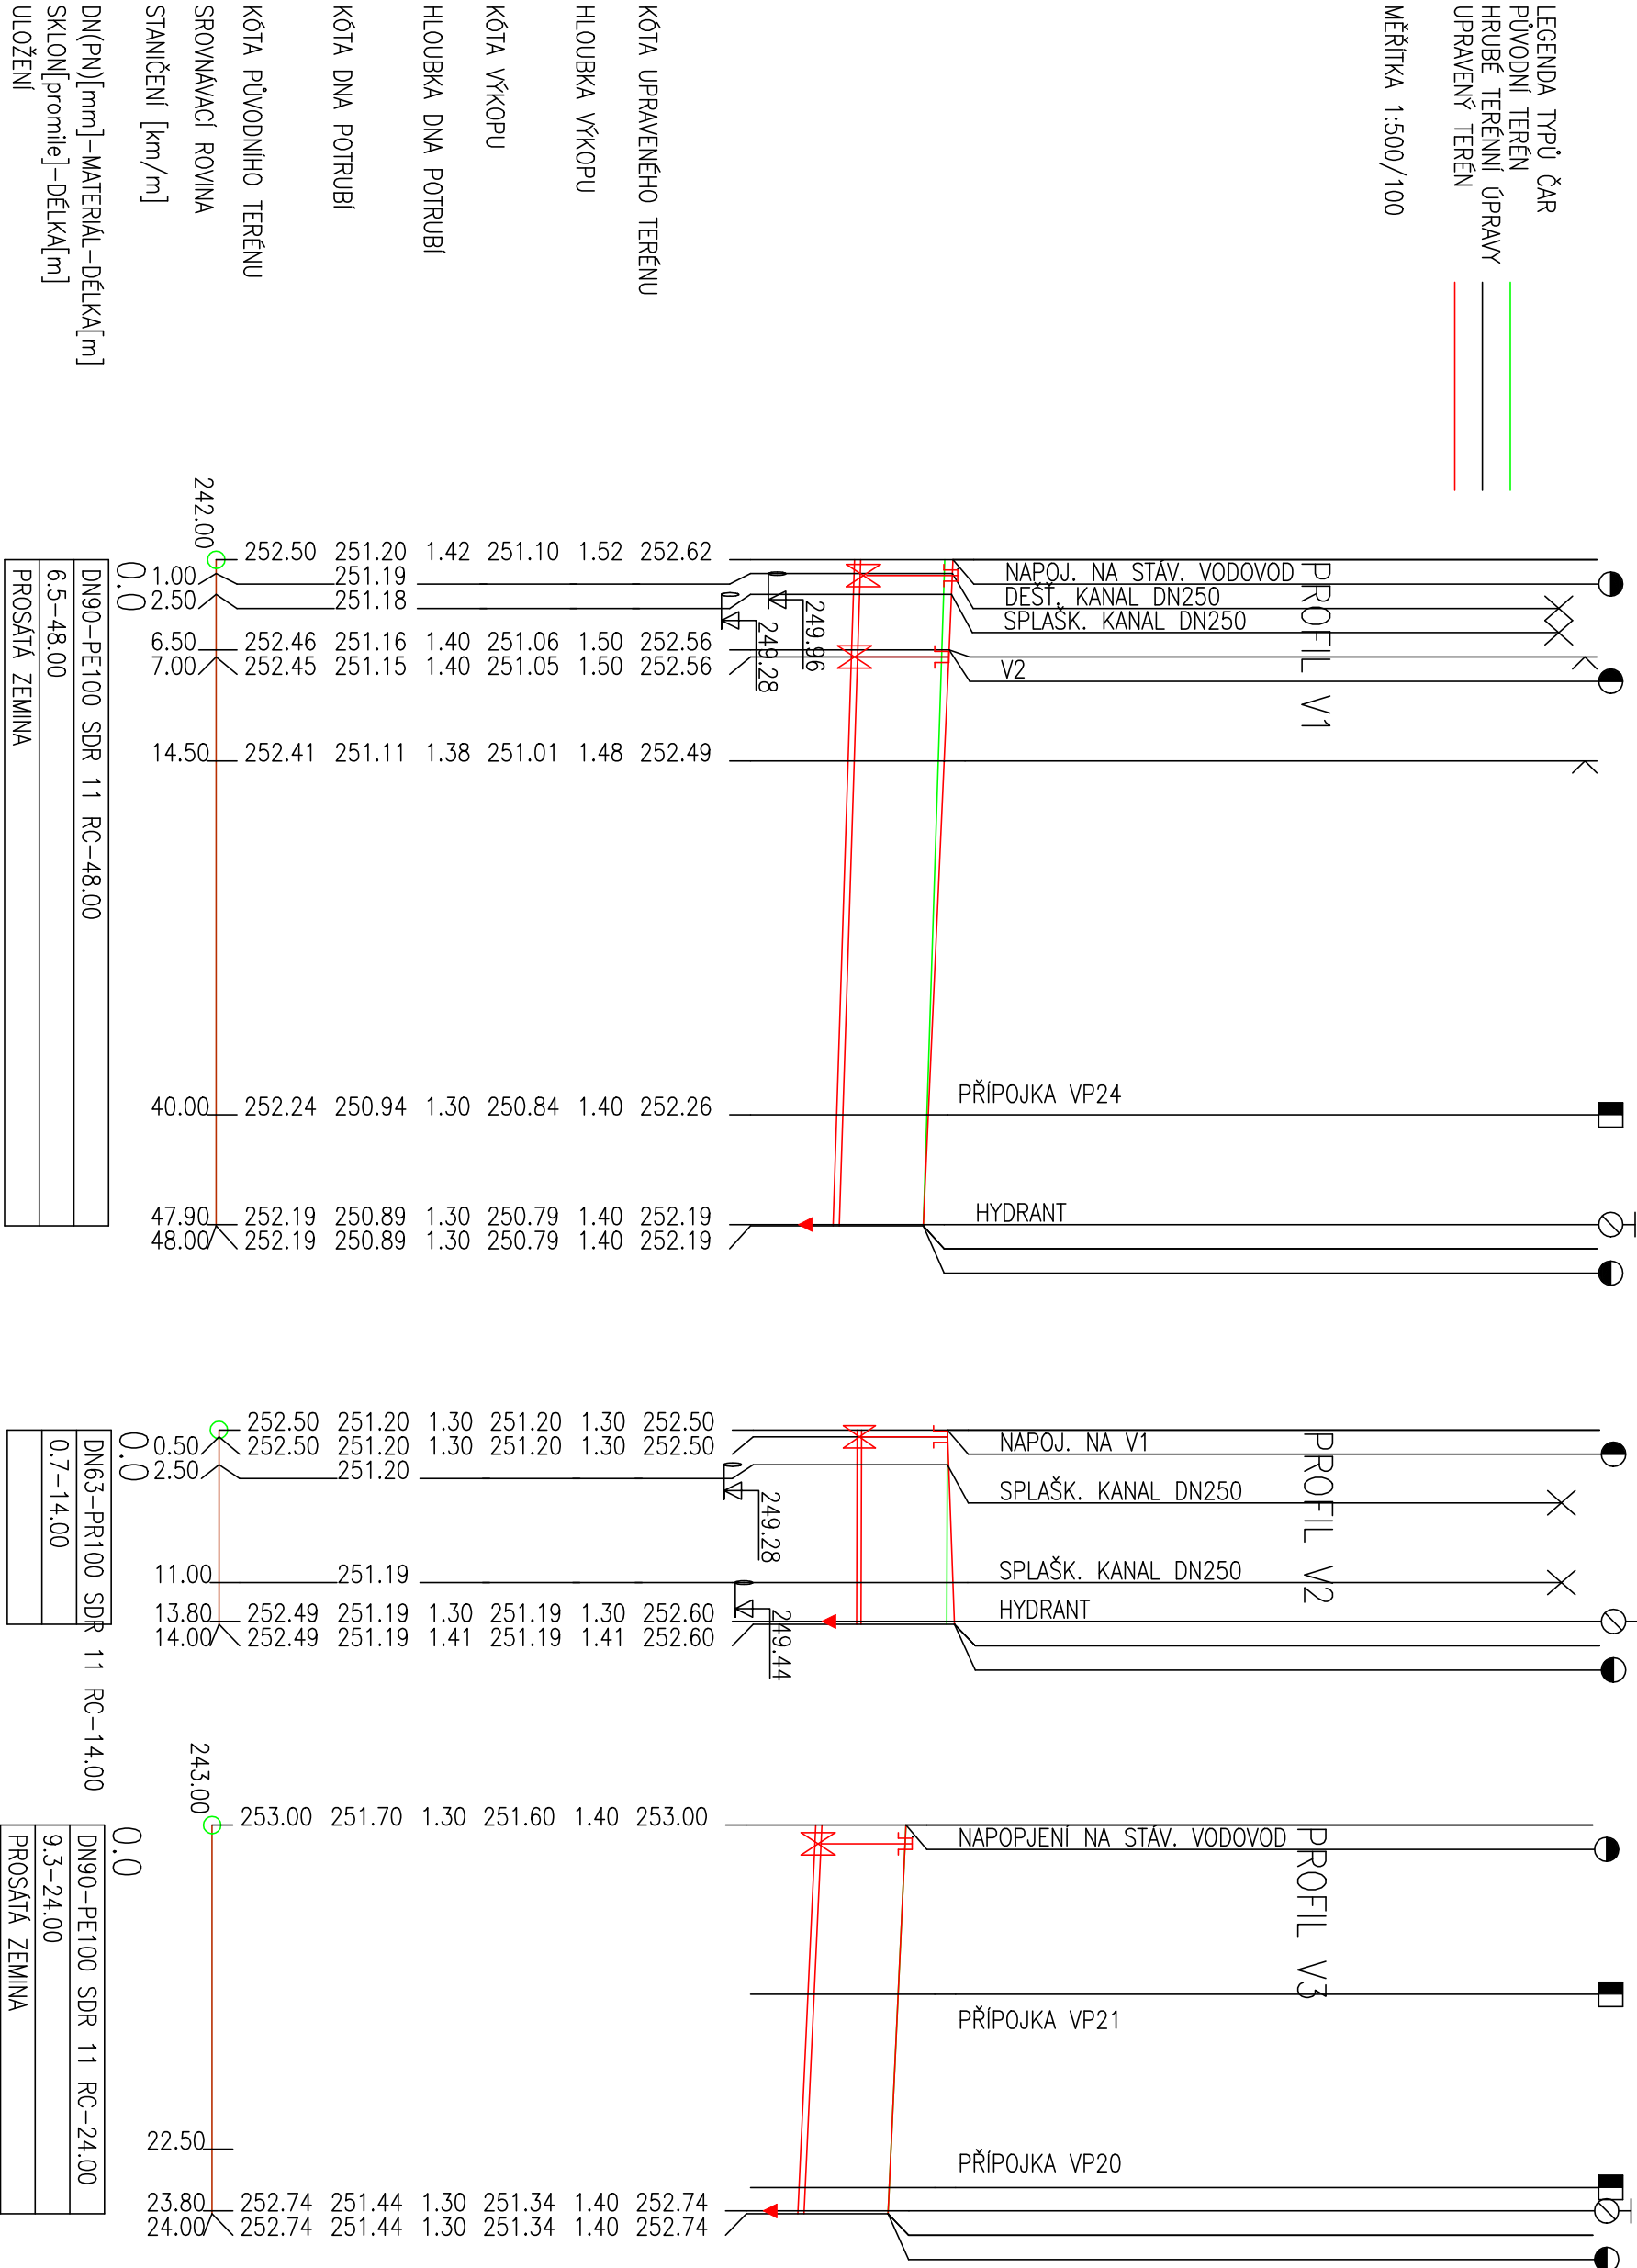 LEGENDA TYPŮ ČAR
PŮVODNÍ TERÉN
HRUBÉ TERÉNNÍ ÚPRAVY
UPRAVENÝ TERÉN
MĚŘÍTKA 1:500/100
KÓTA UPRAVENÉHO TERÉNU
HLOUBKA VÝKOPU
KÓTA VÝKOPU
HLOUBKA DNA POTRUBÍ
KÓTA DNA POTRUBÍ
KÓTA PŮVODNÍHO TERÉNU
SROVNÁVACÍ ROVINA
STANIČENÍ [km/m]
DN(PN)[mm]-MATERIÁL-DÉLKA[m]
SKLON[promile]-DÉLKA[m]
ULOŽENÍ
PROFIL V1
NAPOJ. NA STÁV. VODOVOD
DEŠŤ. KANAL DN250
SPLAŠK. KANAL DN250
V2
PŘÍPOJKA VP24
HYDRANT
249.96
249.28
242.00
252.50 251.20 1.42 251.10 1.52 252.62
1.00 251.19
2.50 251.18
6.50 252.46 251.16 1.40 251.06 1.50 252.56
7.00 252.45 251.15 1.40 251.05 1.50 252.56
14.50 252.41 251.11 1.38 251.01 1.48 252.49
40.00 252.24 250.94 1.30 250.84 1.40 252.26
47.90 252.19 250.89 1.30 250.79 1.40 252.19
48.00 252.19 250.89 1.30 250.79 1.40 252.19
0.0
DN90-PE100 SDR 11 RC-48.00
6.5-48.00
PROSÁTÁ ZEMINA
PROFIL V2
NAPOJ. NA V1
SPLAŠK. KANAL DN250
SPLAŠK. KANAL DN250
HYDRANT
249.28
249.44
252.50 251.20 1.30 251.20 1.30 252.50
0.50 252.50 251.20 1.30 251.20 1.30 252.50
2.50 251.20
11.00 251.19
13.80 252.49 251.19 1.30 251.19 1.30 252.60
14.00 252.49 251.19 1.41 251.19 1.41 252.60
0.0
DN63-PR100 SDR 11 RC-14.00
0.7-14.00
PROFIL V3
NAPOPJENÍ NA STÁV. VODOVOD
PŘÍPOJKA VP21
PŘÍPOJKA VP20
243.00
253.00 251.70 1.30 251.60 1.40 253.00
22.50
23.80 252.74 251.44 1.30 251.34 1.40 252.74
24.00 252.74 251.44 1.30 251.34 1.40 252.74
0.0
DN90-PE100 SDR 11 RC-24.00
9.3-24.00
PROSÁTÁ ZEMINA